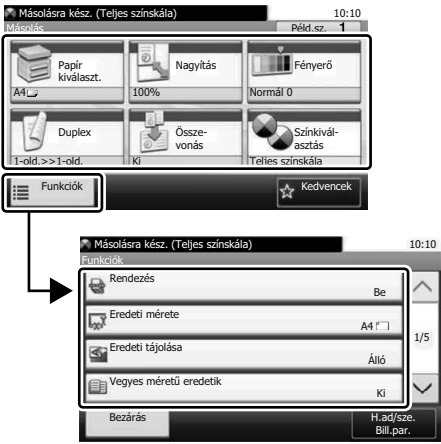 Másolásra kész. (Teljes színskála)
10:10
Másolás
Péld.sz. 1
Papír
kiválaszt.
A4
Nagyítás
100%
Fényerő
Normál 0
Duplex
1-old.>>1-old.
Össze-
vonás
Ki
Színkivál-
asztás
Teljes színskála
Funkciók
Kedvencek
Másolásra kész. (Teljes színskála)
10:10
Funkciók
Rendezés
Be
Eredeti mérete
A4
Eredeti tájolása
Álló
Vegyes méretű eredetik
Ki
1/5
Bezárás
H.ad/sze.
Bill.par.